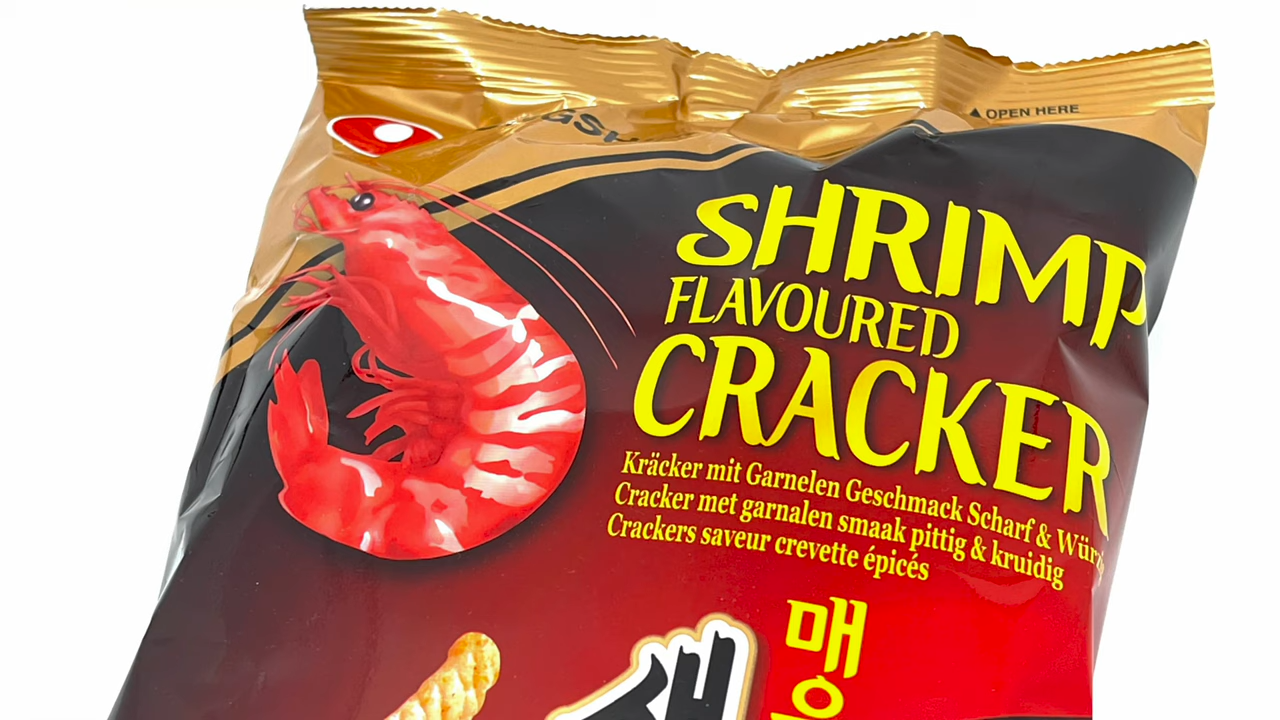 OPEN HERE
SHRIMP
FLAVOURED
CRACKER
Kräcker mit Garnelen Geschmack Scharf &
Cracker met garnalen smaak pittig & kruidig
Crackers saveur crevette épicés
매